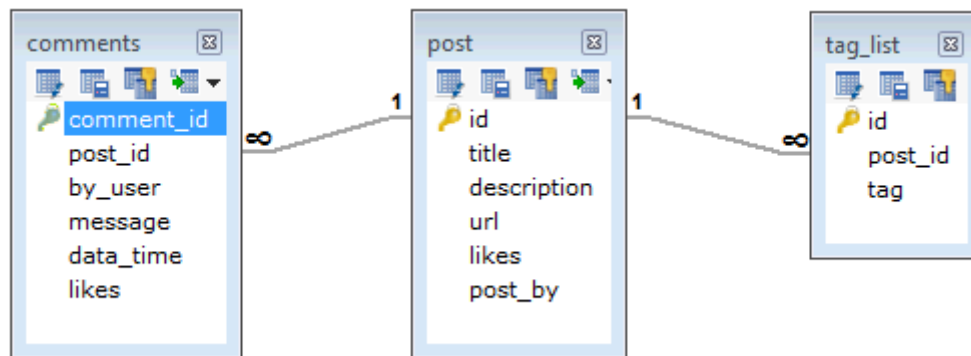 comments
comment_id
post_id
by_user
message
data_time
likes
∞
1
post
id
title
description
url
likes
post_by
1
∞
tag_list
id
post_id
tag